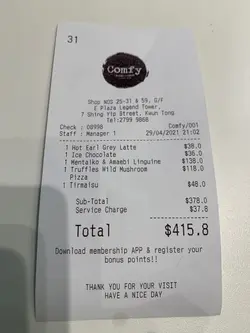 31
Comfy
Shop NOS 25-31 & 59, G/F
E Plaza Legend Tower,
7 Shing Yip Street, Kwun Tong
Tel:2799 9868
Check : 08998 Comfy/001
Staff : Manager 1 29/04/2021 21:02
1 Hot Earl Grey Latte $38.0
1 Ice Chocolate $36.0
1 Mentaiko & Amaebi Linguine $138.0
1 Truffles Wild Mushroom $118.0
Pizza
1 Tirmaisu $48.0
Sub-Total $378.0
Service Charge $37.8
Total $415.8
Download membership APP & register your
bonus points!!
THANK YOU FOR YOUR VISIT
HAVE A NICE DAY